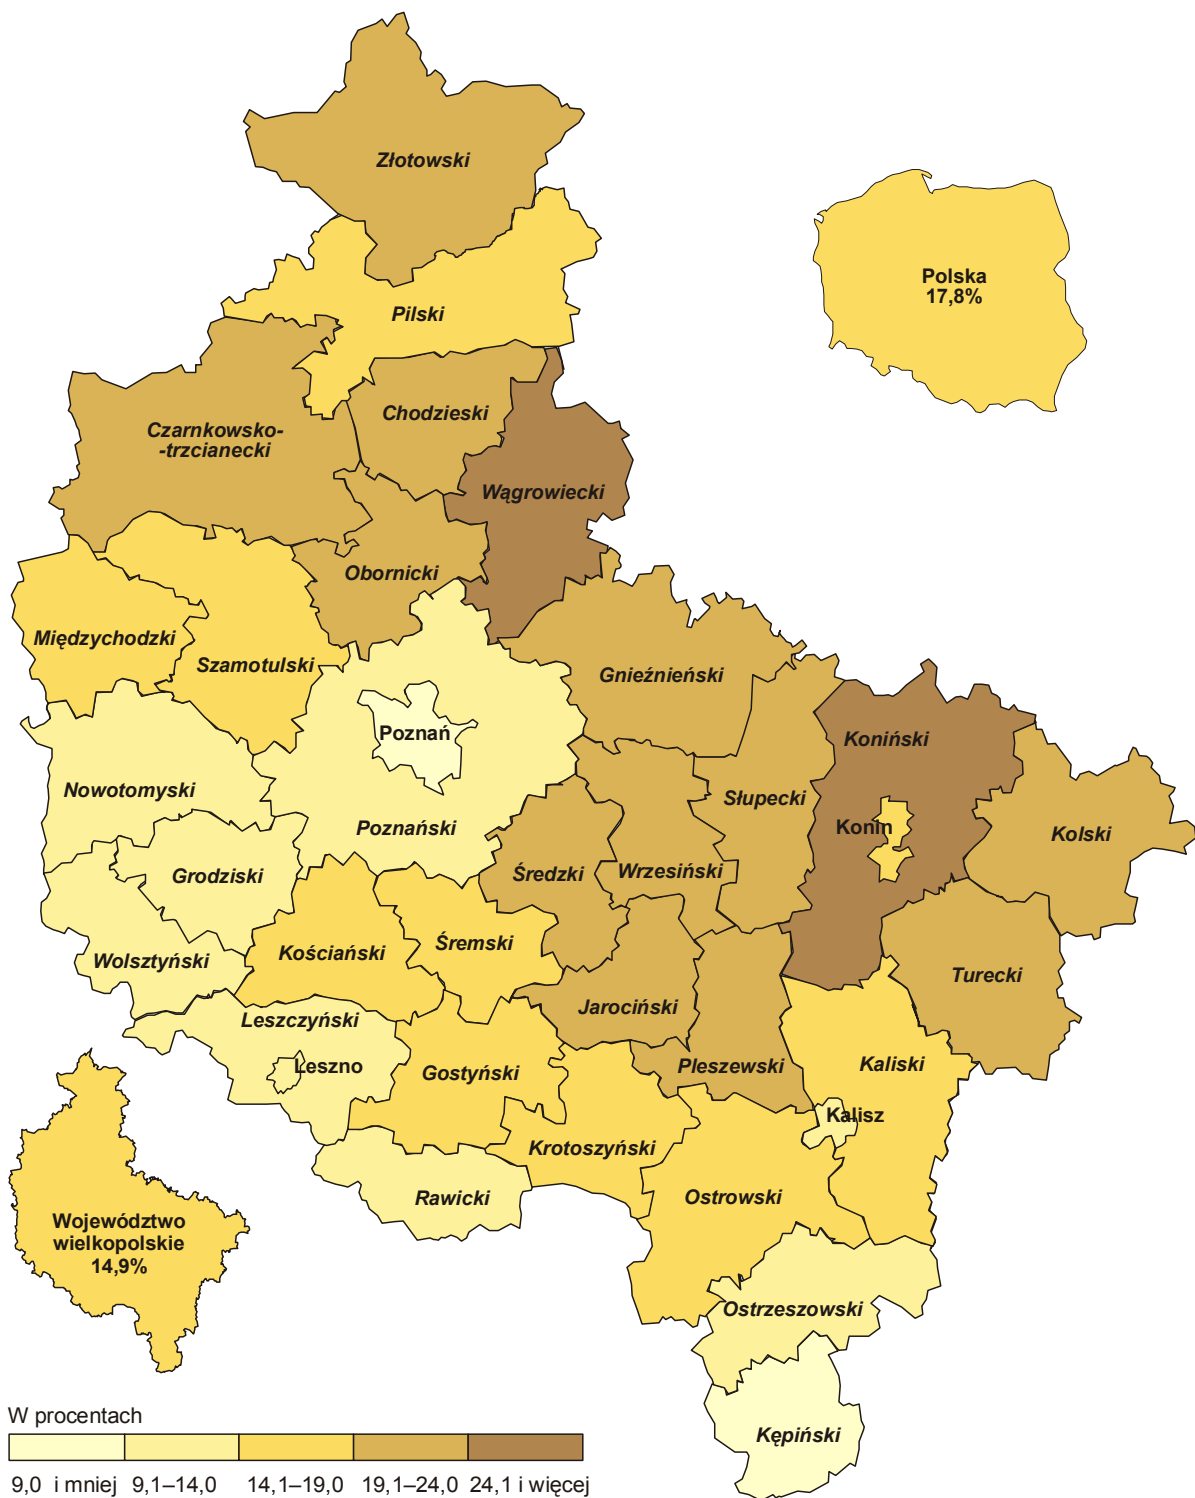 Złotowski
Polska
17,8%
Pilski
Chodzieski
Czarnkowsko-
-trzcianecki
Wągrowiecki
Obornicki
Międzychodzki
Szamotulski
Gnieźnieński
Poznań
Koniński
Nowotomyski
Słupecki
Poznański
Konin
Kolski
Grodziski
Średzki
Wrzesiński
Śremski
Kościański
Wolsztyński
Turecki
Jarociński
Leszczyński
Leszno
Gostyński
Pleszewski
Kaliski
Kalisz
Krotoszyński
Rawicki
Ostrowski
Województwo
wielkopolskie
14,9%
Ostrzeszowski
Kępiński
W procentach
9,0 i mniej 9,1–14,0 14,1–19,0 19,1–24,0 24,1 i więcej